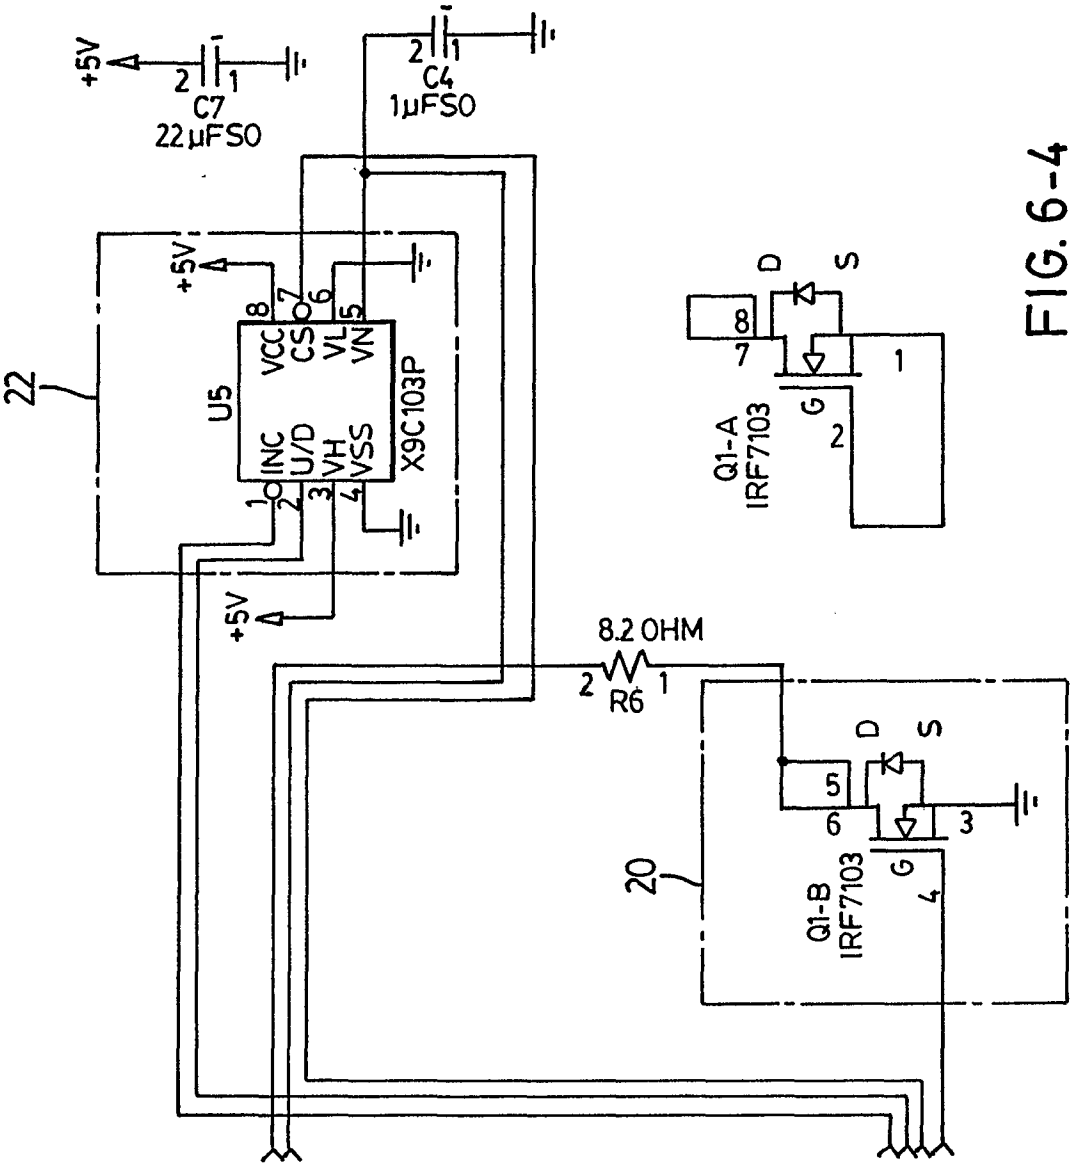 +5V
2
1
C7
22µFSO
2
1
C4
1µFSO
22
+5V
8
7
6
5
VCC
CS
VL
VN
U5
X9C103P
INC
U/D
VH
VSS
1
2
3
4
+5V
8.2 OHM
2
1
R6
D
S
8
7
1
G
2
Q1-A
IRF7103
D
S
5
6
3
G
4
Q1-B
IRF7103
20
FIG. 6-4